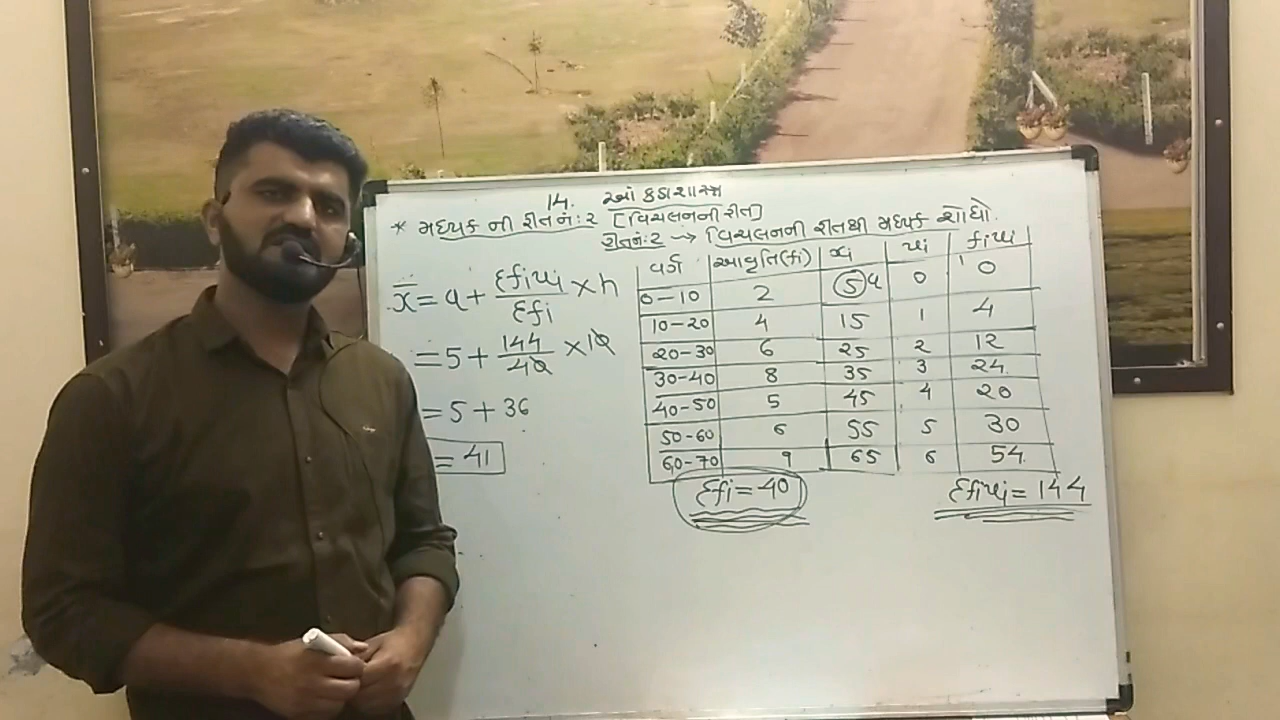 14. આંકડાશાસ્ત્ર
* મધ્યક ની રીત નં:૨ [વિચલનની રીત]
રીતનં:૨ → વિચલનની રીતથી મધ્યક શોધો.
x̄ = a + Σfiui / Σfi × h
= 5 + 144 / 40 × 10
= 5 + 36
= 41
વર્ગ આવૃતિ(fi) xi ui fiui
0-10 2 5 a 0 0
10-20 4 15 1 4
20-30 6 25 2 12
30-40 8 35 3 24
40-50 5 45 4 20
50-60 6 55 5 30
60-70 9 65 6 54
Σfi = 40 Σfiui = 144